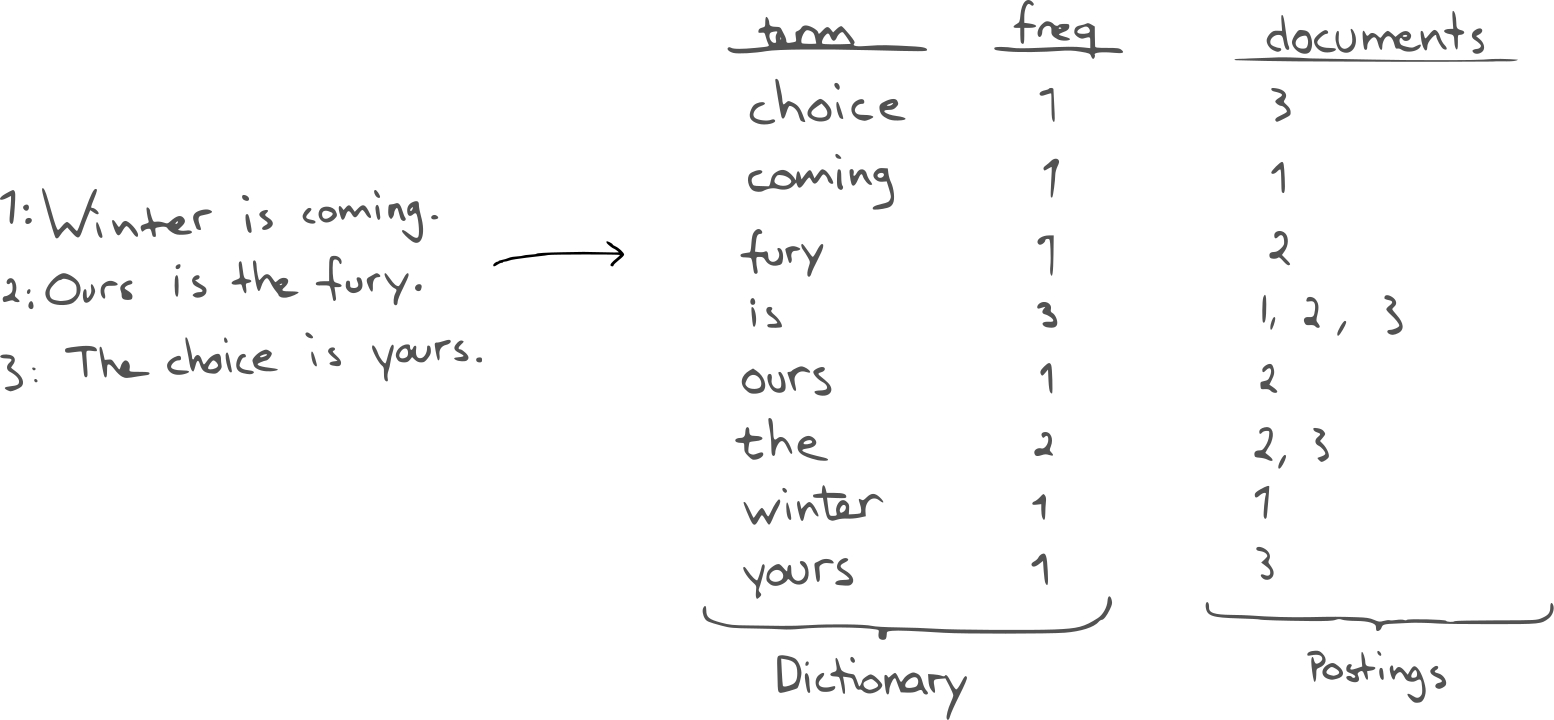 1: Winter is coming.
2: Ours is the fury.
3: The choice is yours.
term freq documents
choice 1 3
coming 1 1
fury 1 2
is 3 1, 2, 3
ours 1 2
the 2 2, 3
winter 1 1
yours 1 3
Dictionary Postings